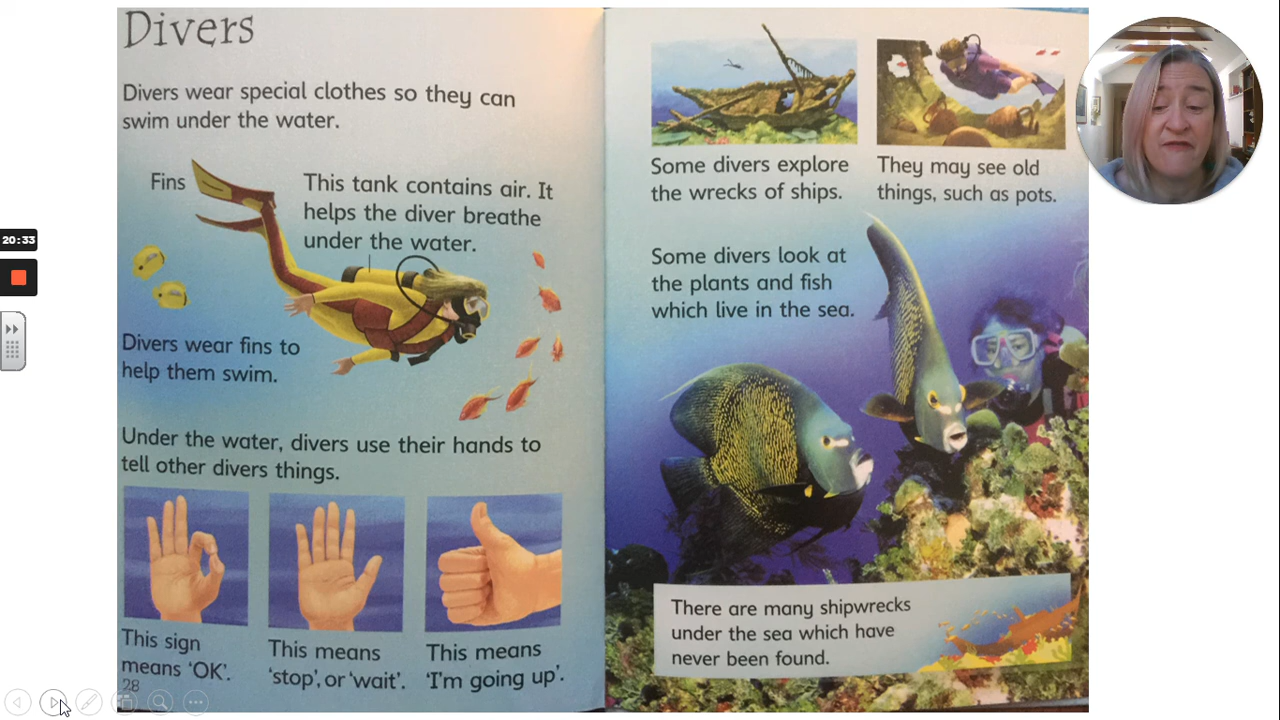 Divers
Divers wear special clothes so they can
swim under the water.
Fins
This tank contains air. It
helps the diver breathe
under the water.
Divers wear fins to
help them swim.
Under the water, divers use their hands to
tell other divers things.
This sign
means 'OK'.
This means
'stop', or 'wait'.
This means
'I'm going up'.
28
Some divers explore
the wrecks of ships.
They may see old
things, such as pots.
Some divers look at
the plants and fish
which live in the sea.
There are many shipwrecks
under the sea which have
never been found.
20:33